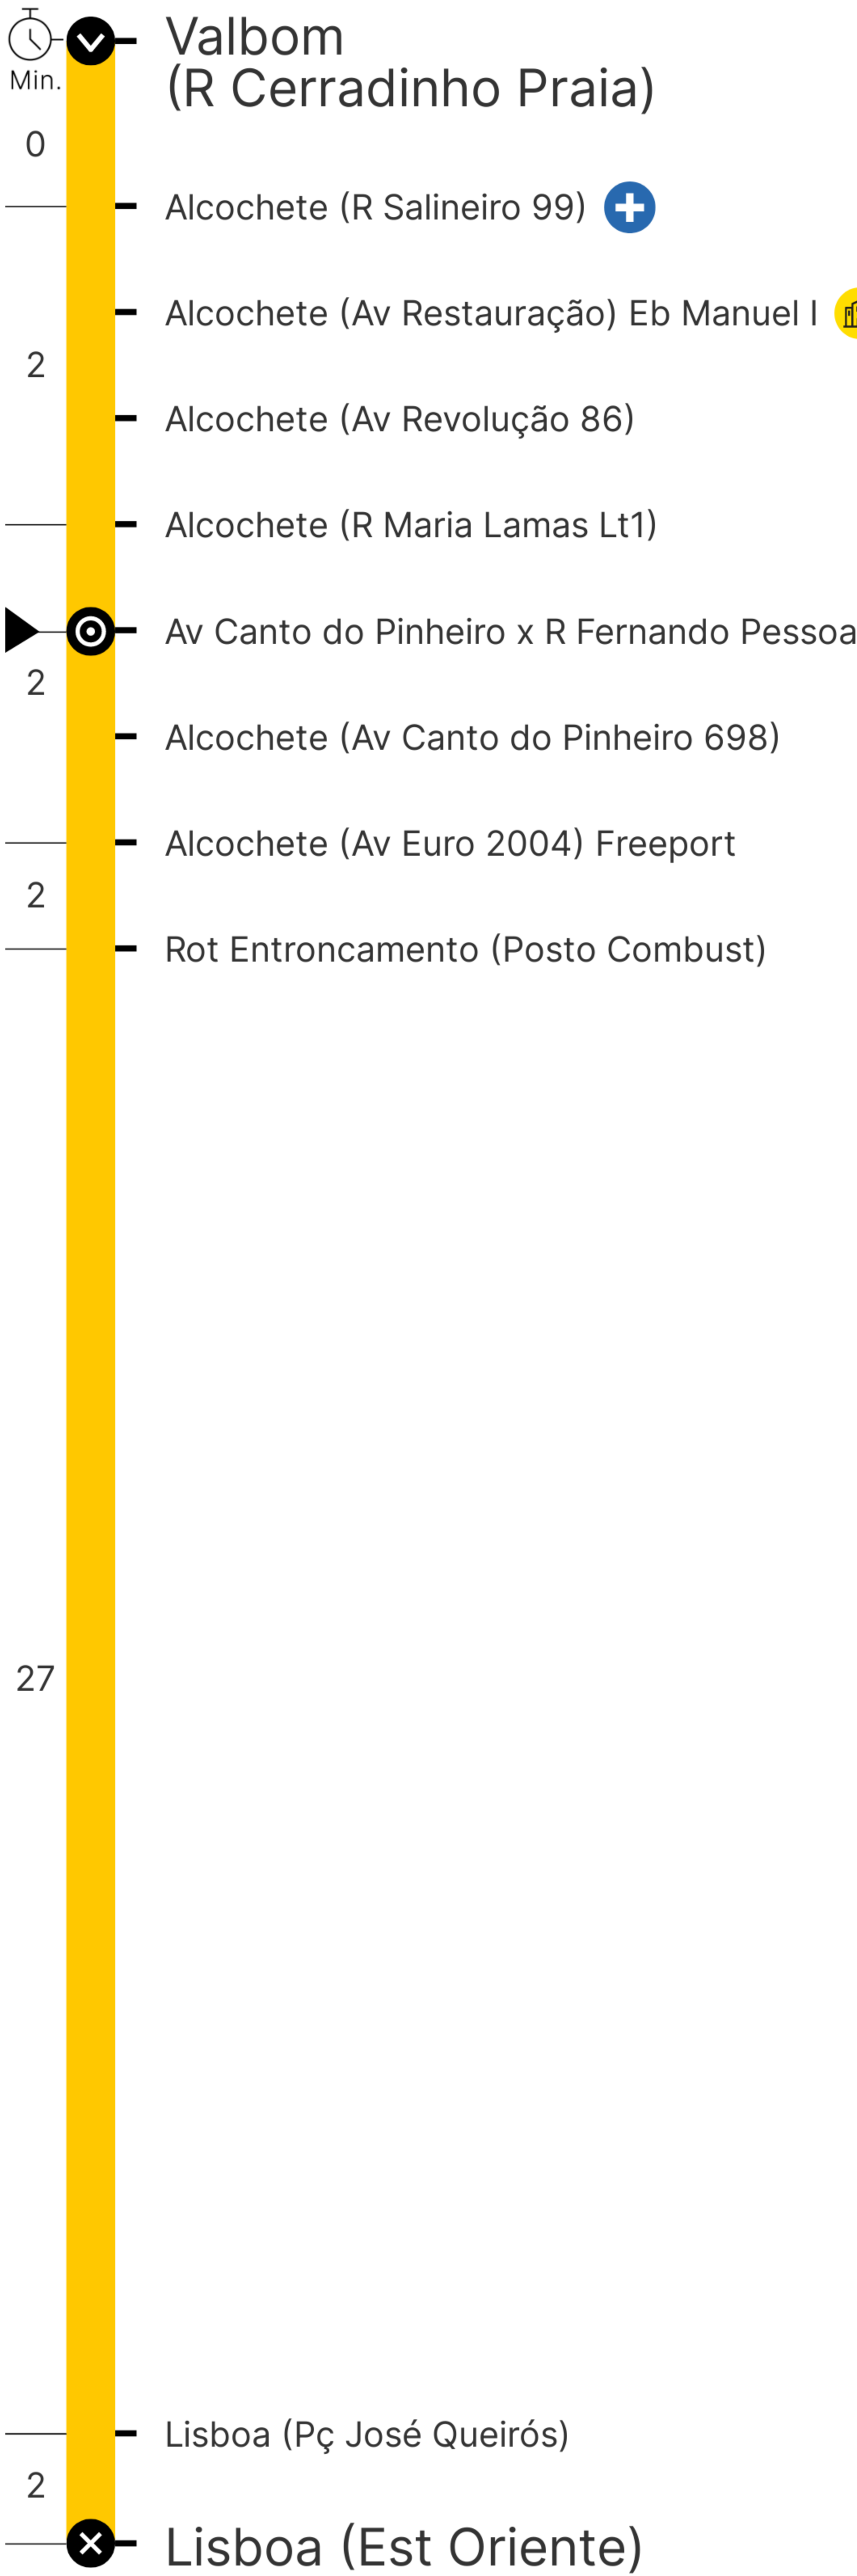 Valbom
(R Cerradinho Praia)
Min.
0
Alcochete (R Salineiro 99)
Alcochete (Av Restauração) Eb Manuel I
2
Alcochete (Av Revolução 86)
Alcochete (R Maria Lamas Lt1)
Av Canto do Pinheiro x R Fernando Pessoa
2
Alcochete (Av Canto do Pinheiro 698)
Alcochete (Av Euro 2004) Freeport
2
Rot Entroncamento (Posto Combust)
27
Lisboa (Pç José Queirós)
2
Lisboa (Est Oriente)